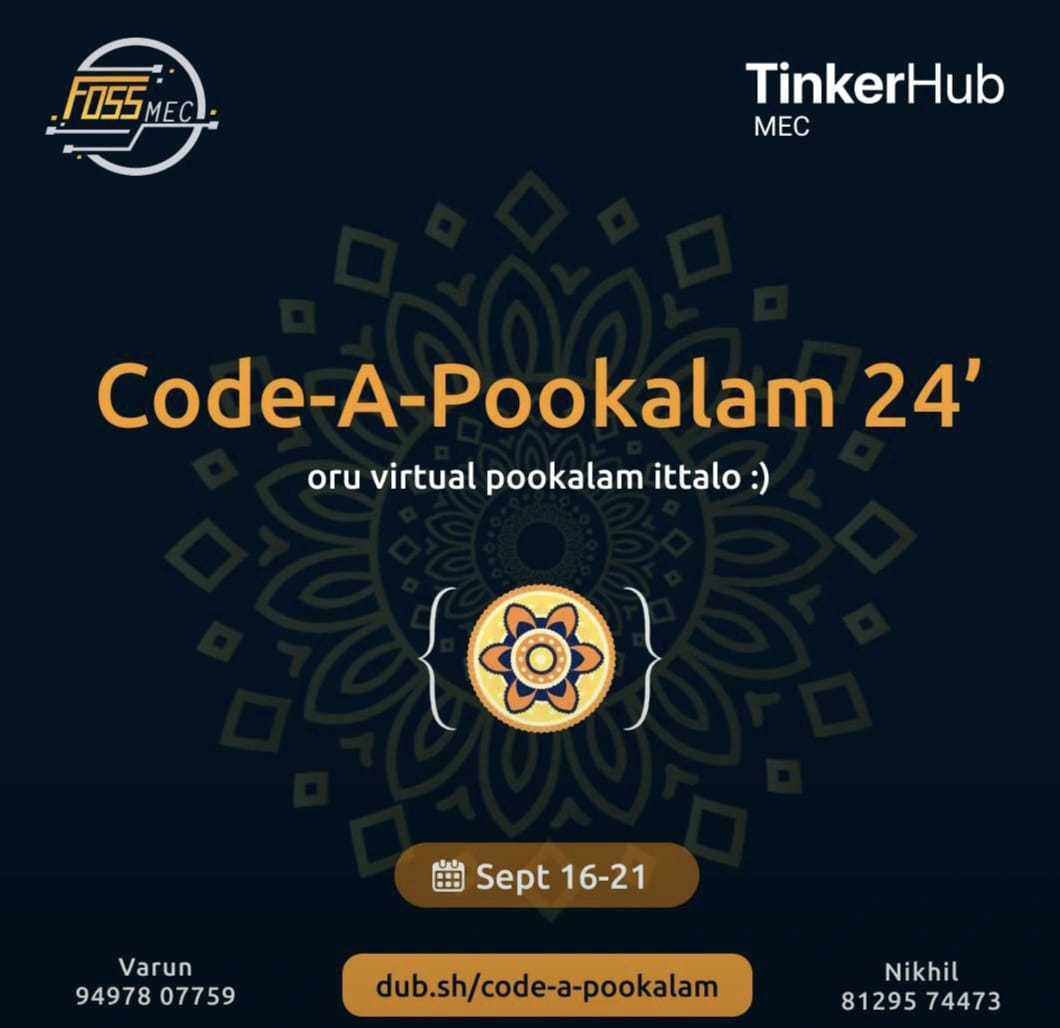 FOSS MEC
TinkerHub
MEC
Code-A-Pookalam 24’
oru virtual pookalam ittalo :)
Sept 16-21
Varun
94978 07759
dub.sh/code-a-pookalam
Nikhil
81295 74473